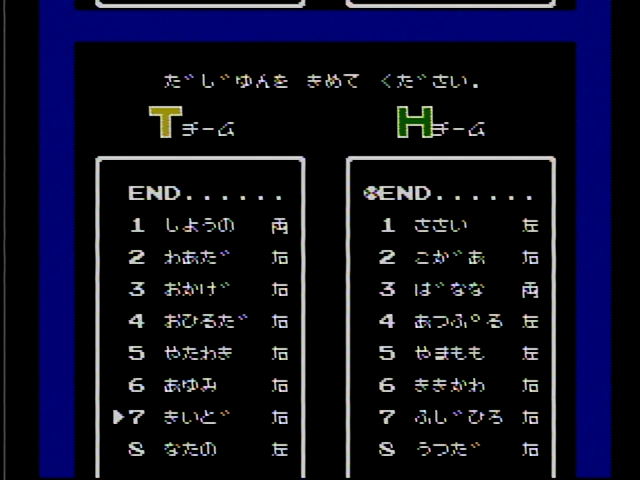 だじゆんを きめて ください.
Tチーム
END......
1 しようの 両
2 わあだ 右
3 おかげ 右
4 おひるだ 右
5 やたわき 右
6 あゆみ 右
▶7 きいど 右
8 なたの 左
Hチーム
END......
1 ささい 左
2 こがあ 右
3 ばなな 両
4 あつぷる 左
5 やまもも 左
6 ききかわ 右
7 ふじひろ 右
8 うつだ 右